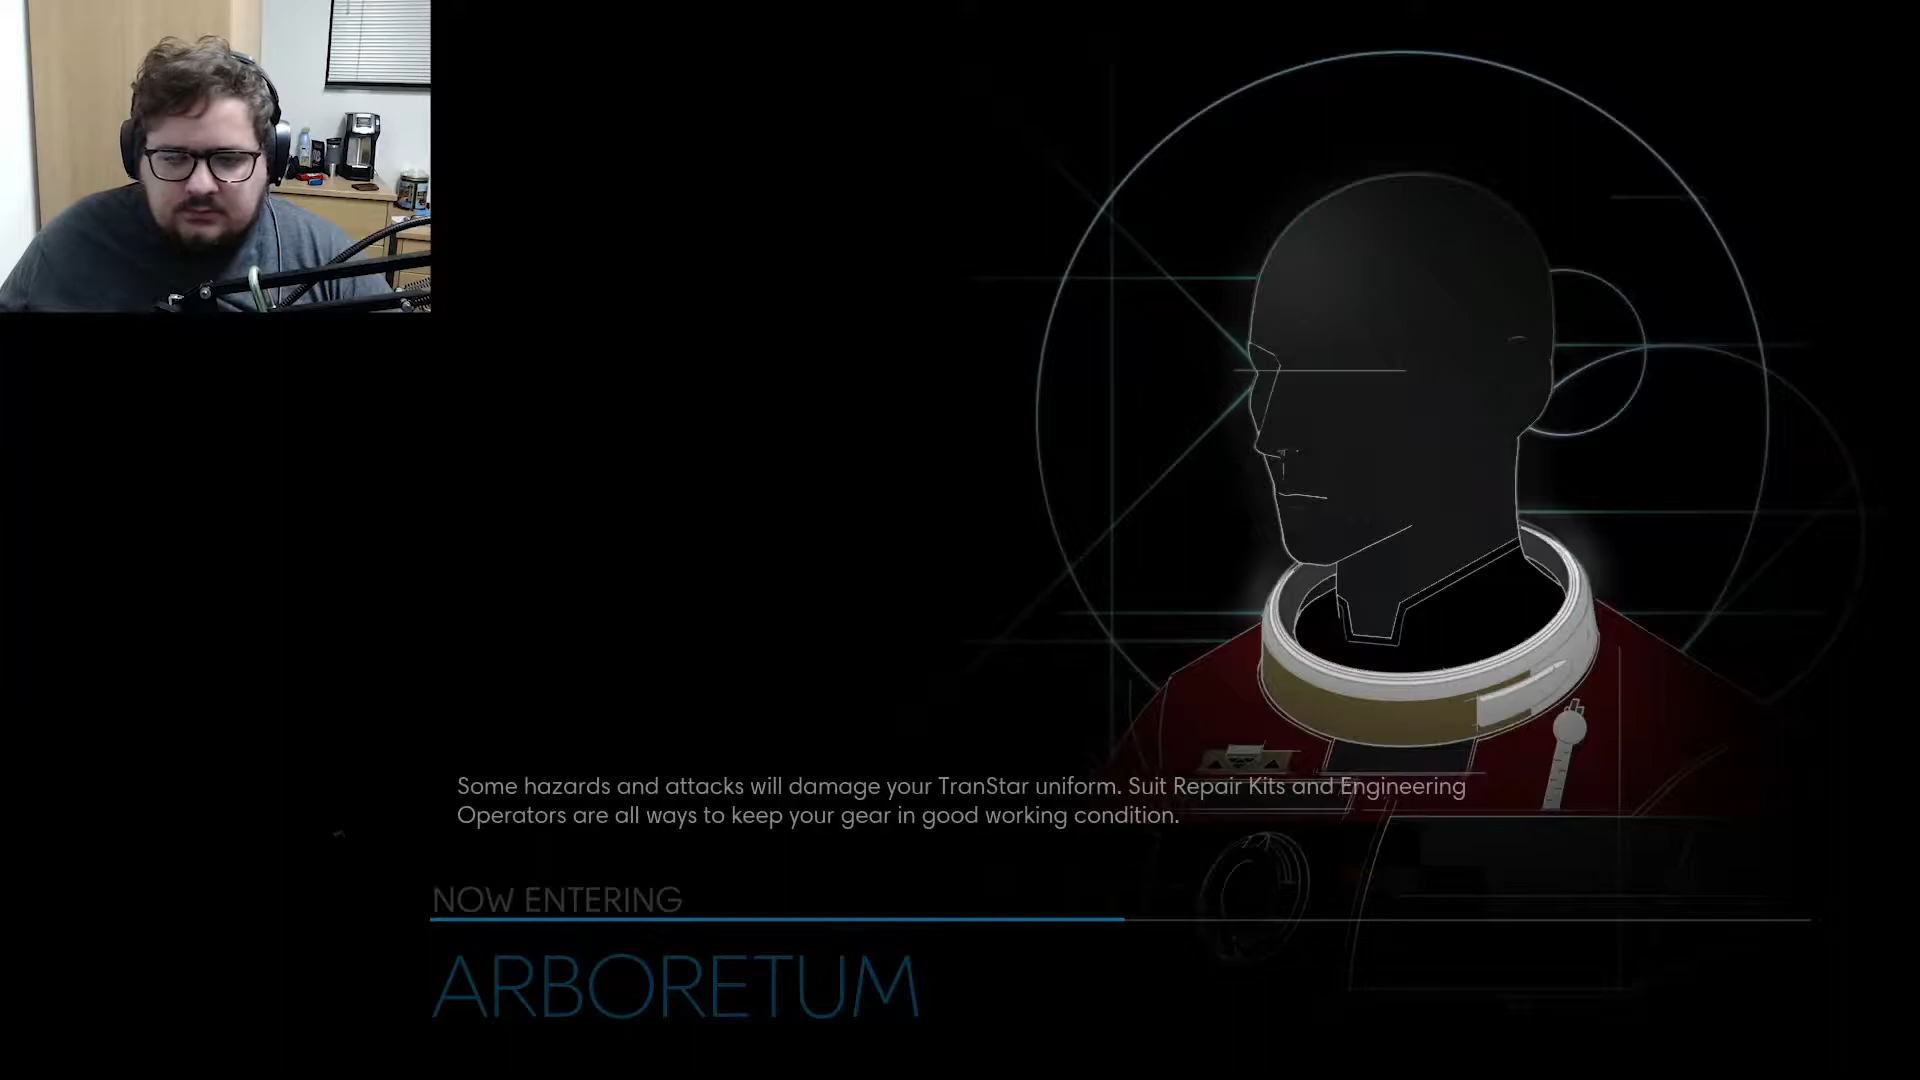 Some hazards and attacks will damage your TranStar uniform. Suit Repair Kits and Engineering
Operators are all ways to keep your gear in good working condition.
NOW ENTERING
ARBORETUM